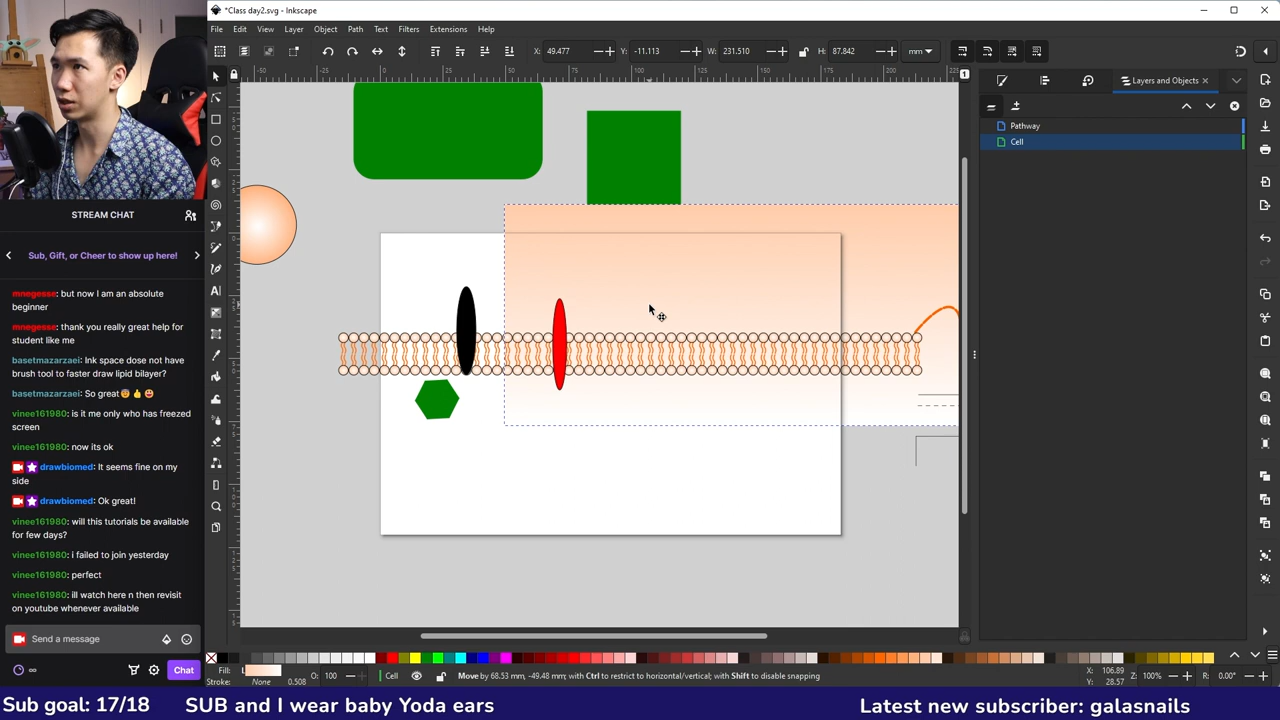 *Class day2.svg - Inkscape
File Edit View Layer Object Path Text Filters Extensions Help
X: 49.477 Y: -11.113 W: 231.510 H: 87.842 mm
Layers and Objects
Pathway
Cell
STREAM CHAT
Sub, Gift, or Cheer to show up here!
mnegesse: but now I am an absolute
beginner
mnegesse: thank you really great help for
student like me
basetmazarzaei: Ink space dose not have
brush tool to faster draw lipid bilayer?
basetmazarzaei: So great
vinee161980: is it me only who has freezed
screen
vinee161980: now its ok
drawbiomed: It seems fine on my
side
drawbiomed: Ok great!
vinee161980: will this tutorials be available
for few days?
vinee161980: i failed to join yesterday
vinee161980: perfect
vinee161980: ill watch here n then revisit
on youtube whenever available
Send a message
Chat
Fill: L
Stroke: None 0.508
O: 100
Cell
Move by 68.53 mm, -49.48 mm; with Ctrl to restrict to horizontal/vertical; with Shift to disable snapping
X: 106.89
Y: 28.57
Z: 100%
R: 0.00°
Sub goal: 17/18 SUB and I wear baby Yoda ears Latest new subscriber: galasnails